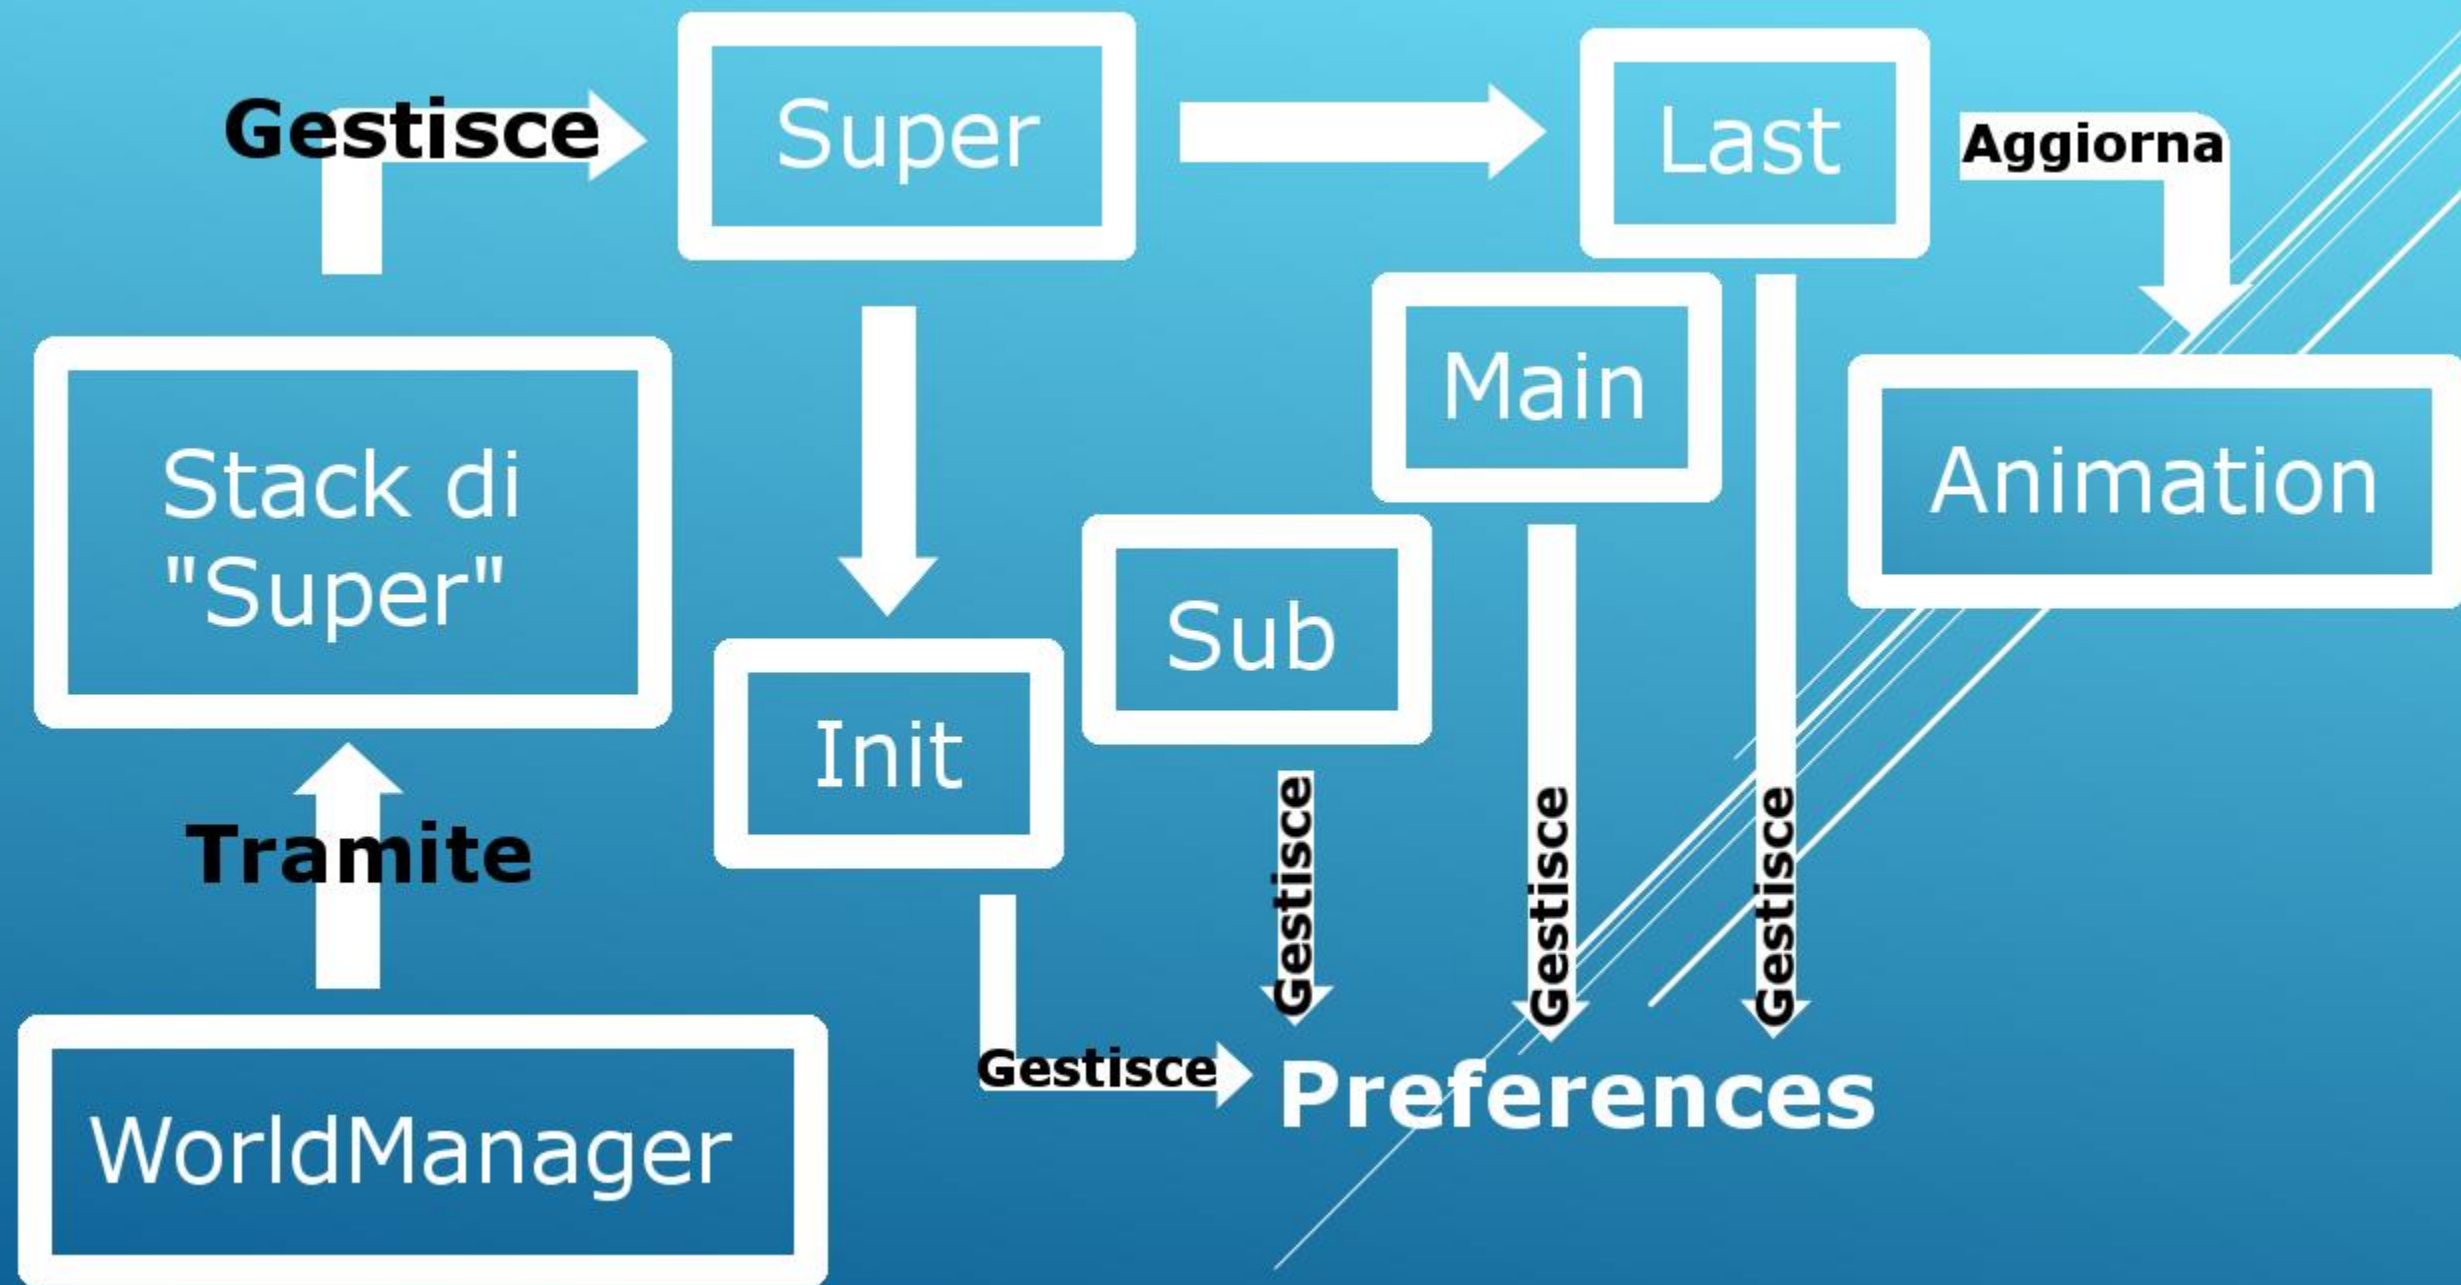 Gestisce
Super
Last
Aggiorna
Main
Stack di
"Super"
Animation
Sub
Init
Tramite
Gestisce
Gestisce
Gestisce
Gestisce
Preferences
WorldManager